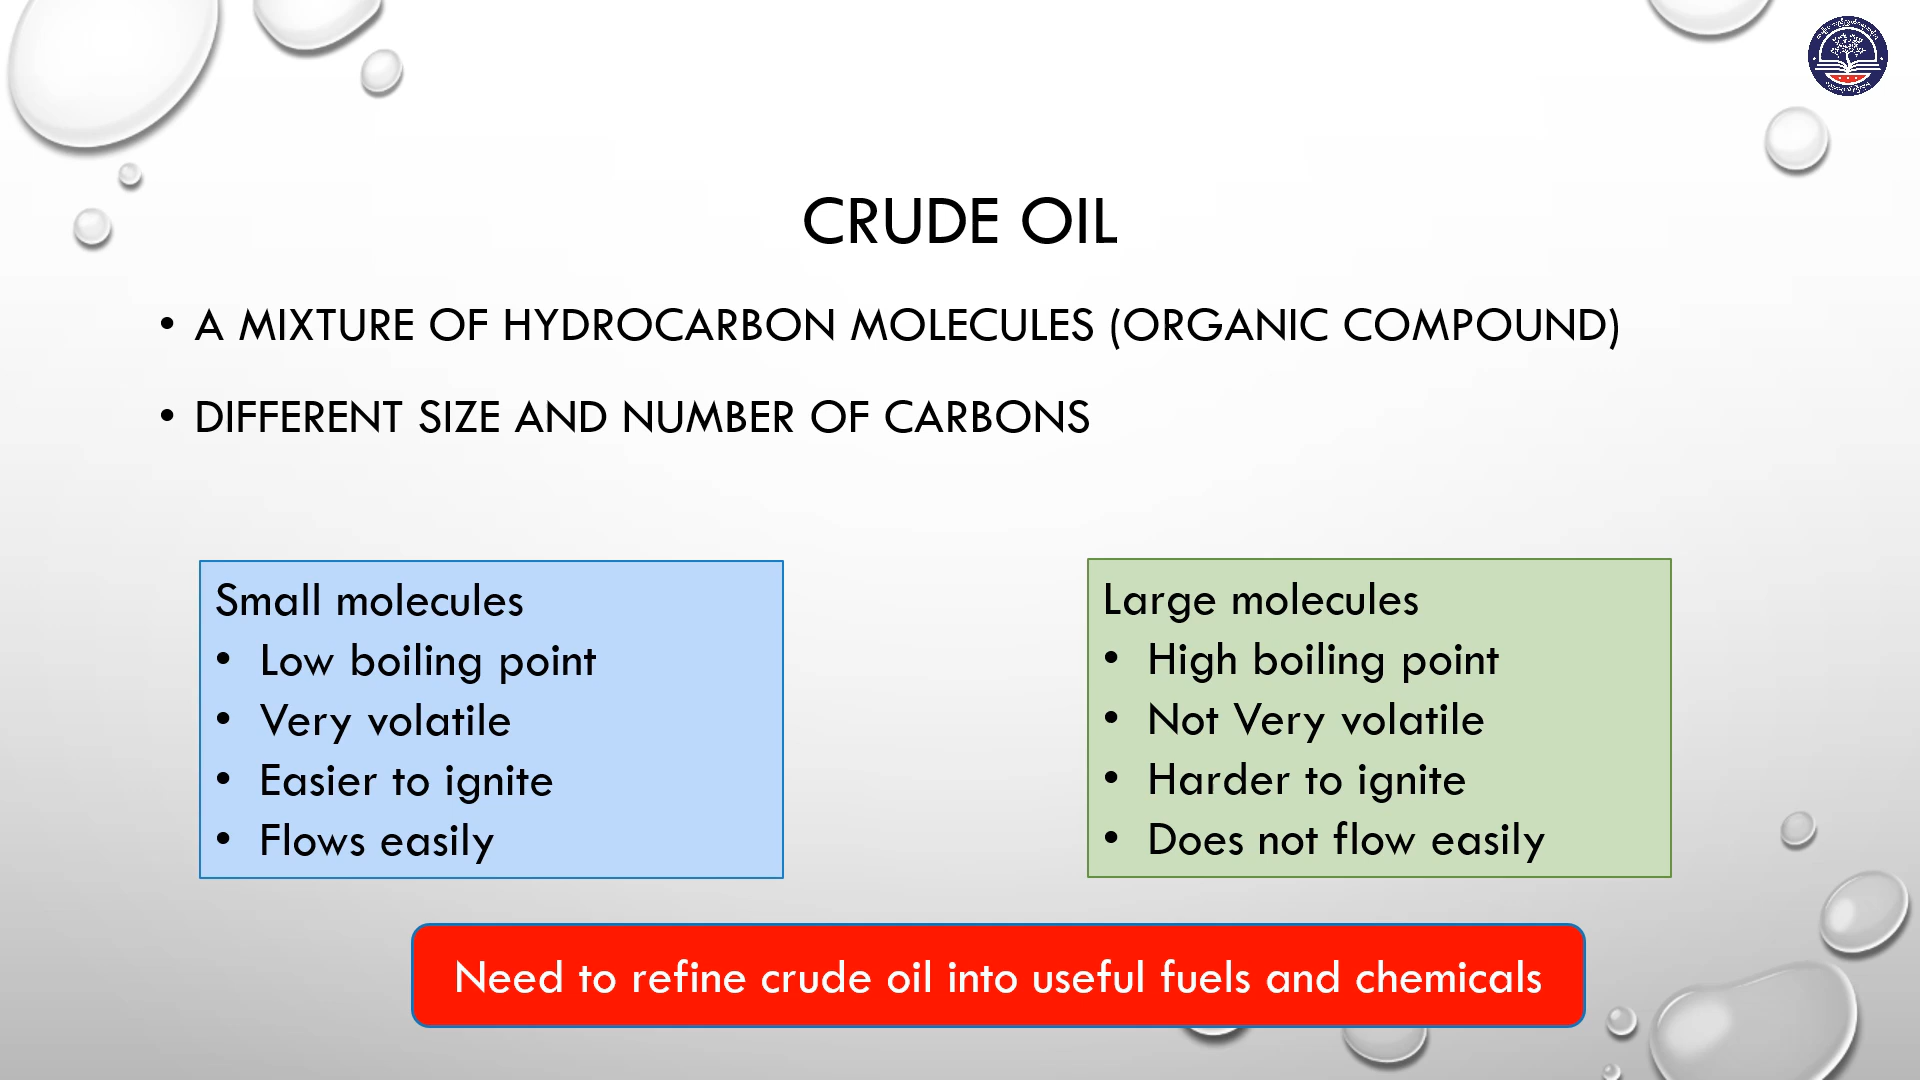 CRUDE OIL
• A MIXTURE OF HYDROCARBON MOLECULES (ORGANIC COMPOUND)
• DIFFERENT SIZE AND NUMBER OF CARBONS
Small molecules
• Low boiling point
• Very volatile
• Easier to ignite
• Flows easily
Large molecules
• High boiling point
• Not Very volatile
• Harder to ignite
• Does not flow easily
Need to refine crude oil into useful fuels and chemicals